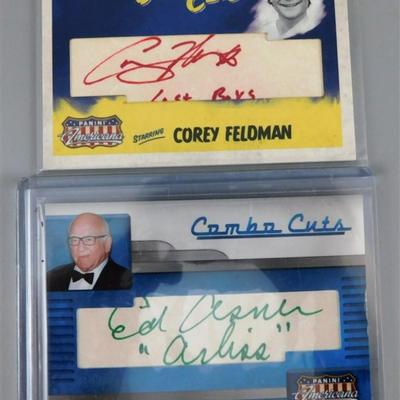 Lost Boys
PANINI
Americana
STARRING COREY FELDMAN
Combo Cuts
Ed Asner
"Arliss"
PANINI
Americana